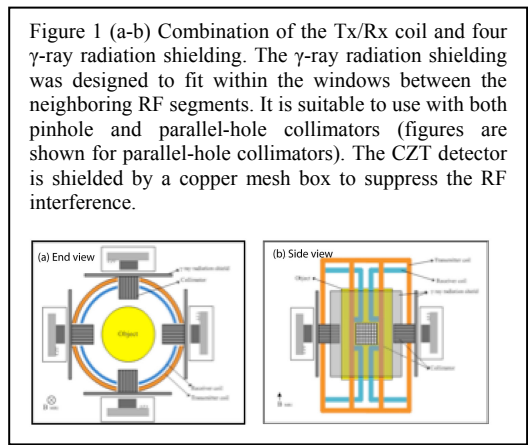 Figure 1 (a-b) Combination of the Tx/Rx coil and four
γ-ray radiation shielding. The γ-ray radiation shielding
was designed to fit within the windows between the
neighboring RF segments. It is suitable to use with both
pinhole and parallel-hole collimators (figures are
shown for parallel-hole collimators). The CZT detector
is shielded by a copper mesh box to suppress the RF
interference.
(a) End view
γ-ray radiation shield
Collimator
Object
Receiver coil
Transmitter coil
B
(b) Side view
Transmitter coil
Object
Receiver coil
γ-ray radiation shield
Collimator
B